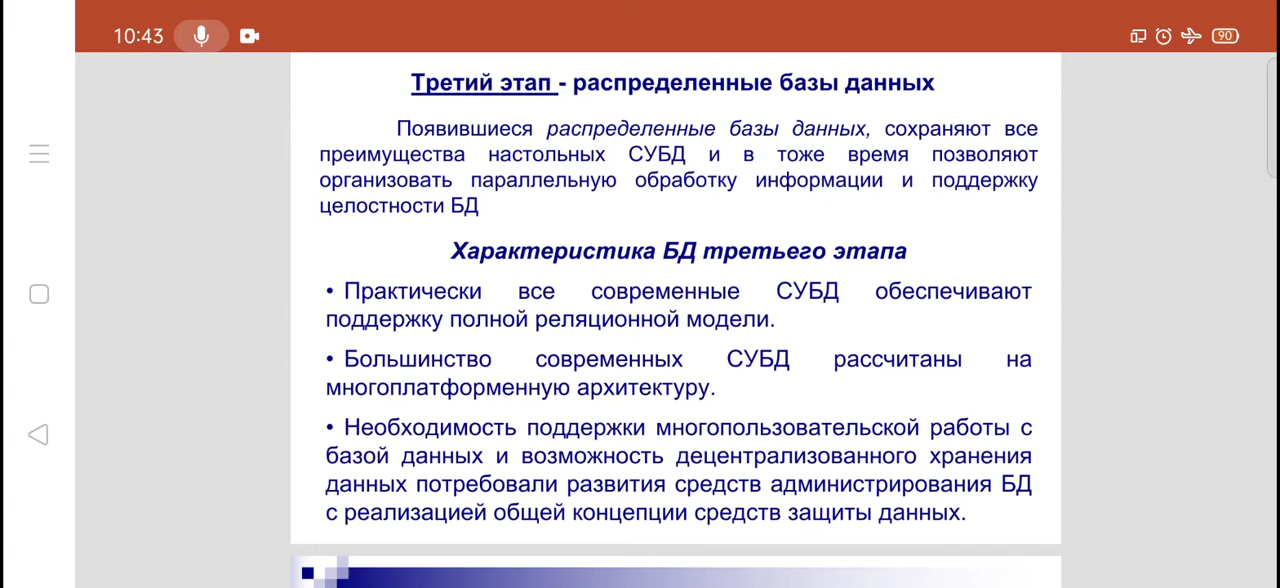 10:43
90
Третий этап - распределенные базы данных
Появившиеся распределенные базы данных, сохраняют все
преимущества настольных СУБД и в тоже время позволяют
организовать параллельную обработку информации и поддержку
целостности БД
Характеристика БД третьего этапа
• Практически все современные СУБД обеспечивают
поддержку полной реляционной модели.
• Большинство современных СУБД рассчитаны на
многоплатформенную архитектуру.
• Необходимость поддержки многопользовательской работы с
базой данных и возможность децентрализованного хранения
данных потребовали развития средств администрирования БД
с реализацией общей концепции средств защиты данных.